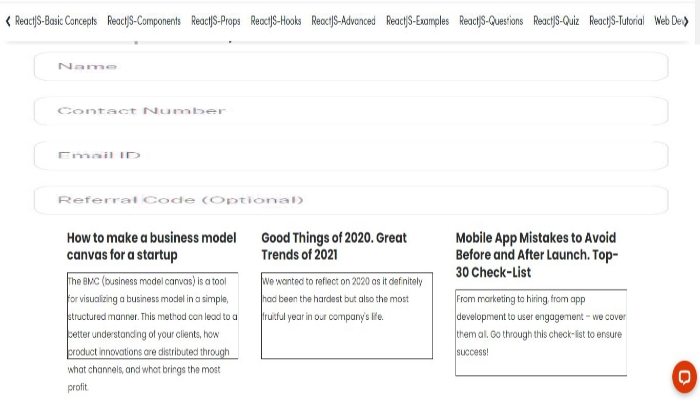 ReactJS-Basic Concepts ReactJS-Components ReactJS-Props ReactJS-Hooks ReactJS-Advanced ReactJS-Examples ReactJS-Questions ReactJS-Quiz ReactJS-Tutorial Web Dev
Name
Contact Number
Email ID
Referral Code (Optional)
How to make a business model
canvas for a startup
The BMC (business model canvas) is a tool
for visualizing a business model in a simple,
structured manner. This method can lead to a
better understanding of your clients, how
product innovations are distributed through
what channels, and what brings the most
profit.
Good Things of 2020. Great
Trends of 2021
We wanted to reflect on 2020 as it definitely
had been the hardest but also the most
fruitful year in our company's life.
Mobile App Mistakes to Avoid
Before and After Launch. Top-
30 Check-List
From marketing to hiring, from app
development to user engagement – we cover
them all. Go through this check-list to ensure
success!